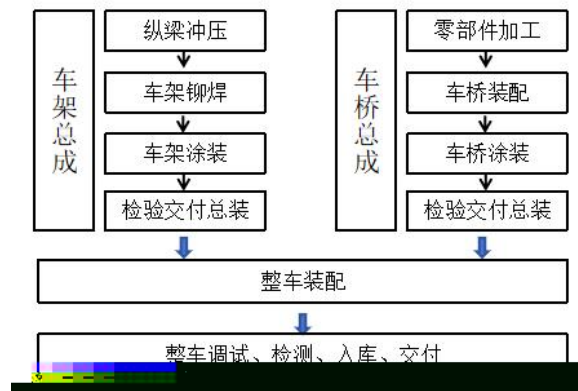 车架总成
纵梁冲压
车架铆焊
车架涂装
检验交付总装
车桥总成
零部件加工
车桥装配
车桥涂装
检验交付总装
整车装配
整车调试、检测、入库、交付